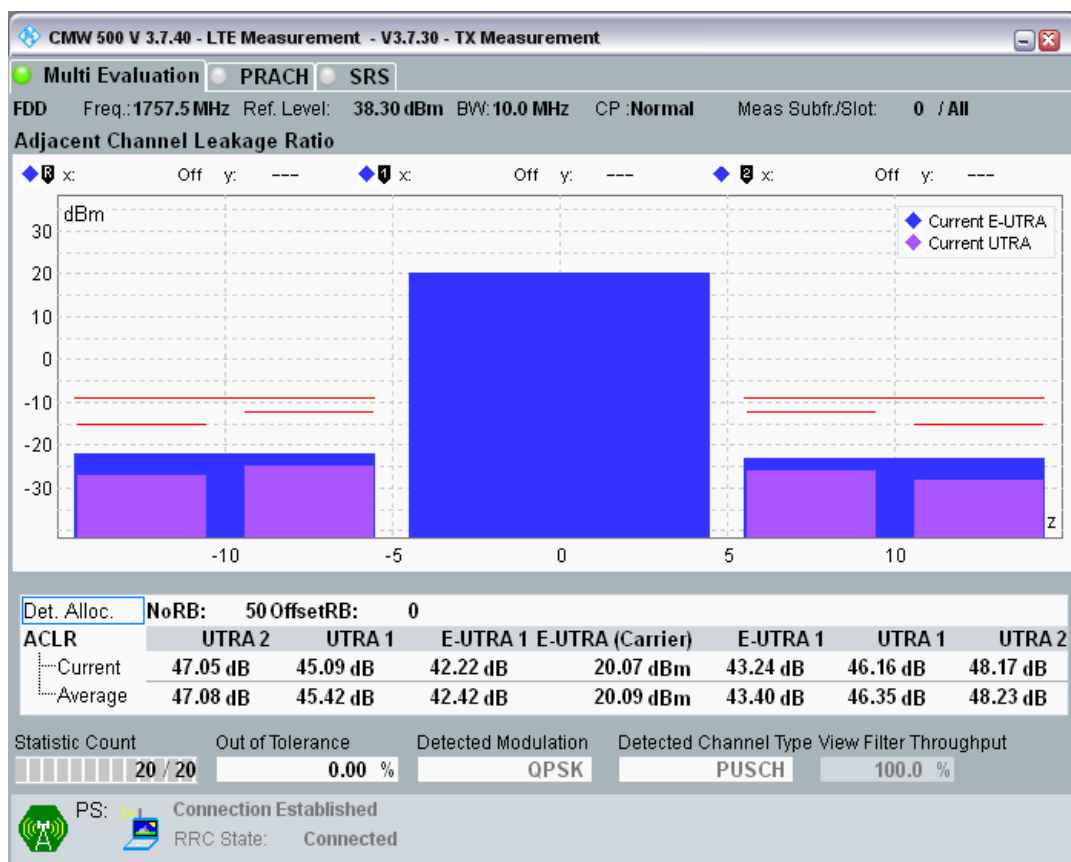 CMW 500 V 3.7.40 - LTE Measurement - V3.7.30 - TX Measurement
Multi Evaluation PRACH SRS
FDD Freq.: 1757.5 MHz Ref. Level: 38.30 dBm BW: 10.0 MHz CP :Normal Meas Subfr./Slot: 0 / All
Adjacent Channel Leakage Ratio
R x: Off y: --- 1 x: Off y: --- 2 x: Off y: ---
dBm
Current E-UTRA
Current UTRA
30
20
10
0
-10
-20
-30
z
-10 -5 0 5 10
Det. Alloc. NoRB: 50 OffsetRB: 0
ACLR UTRA 2 UTRA 1 E-UTRA 1 E-UTRA (Carrier) E-UTRA 1 UTRA 1 UTRA 2
Current 47.05 dB 45.09 dB 42.22 dB 20.07 dBm 43.24 dB 46.16 dB 48.17 dB
Average 47.08 dB 45.42 dB 42.42 dB 20.09 dBm 43.40 dB 46.35 dB 48.23 dB
Statistic Count Out of Tolerance Detected Modulation Detected Channel Type View Filter Throughput
20 / 20 0.00 % QPSK PUSCH 100.0 %
PS: Connection Established
RRC State: Connected